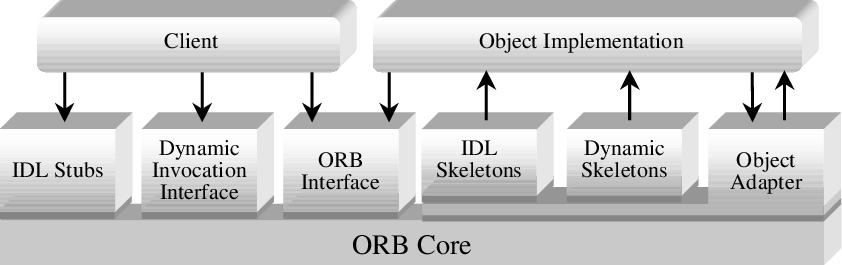 Client
Object Implementation
IDL Stubs
Dynamic
Invocation
Interface
ORB
Interface
IDL
Skeletons
Dynamic
Skeletons
Object
Adapter
ORB Core